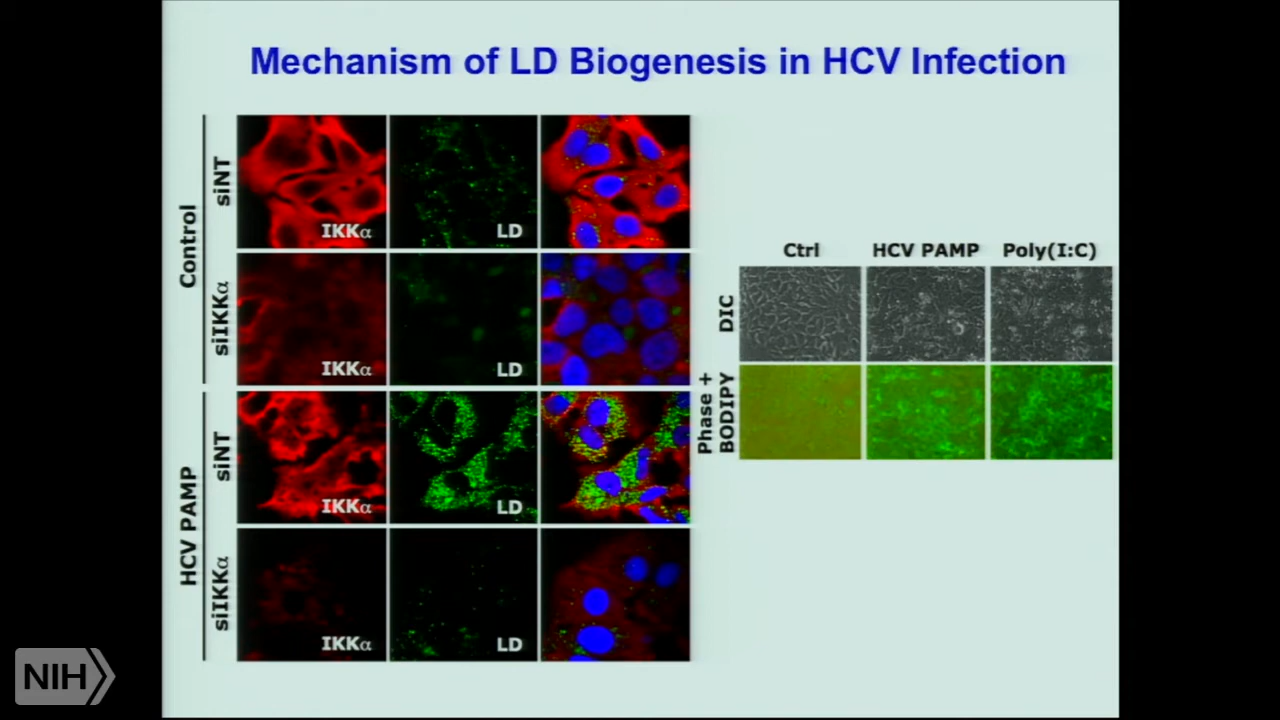 Mechanism of LD Biogenesis in HCV Infection
Control
siNT
IKKα
LD
siIKKα
IKKα
LD
HCV PAMP
siNT
IKKα
LD
siIKKα
IKKα
LD
Ctrl
HCV PAMP
Poly(I:C)
DIC
Phase +
BODIPY
NIH